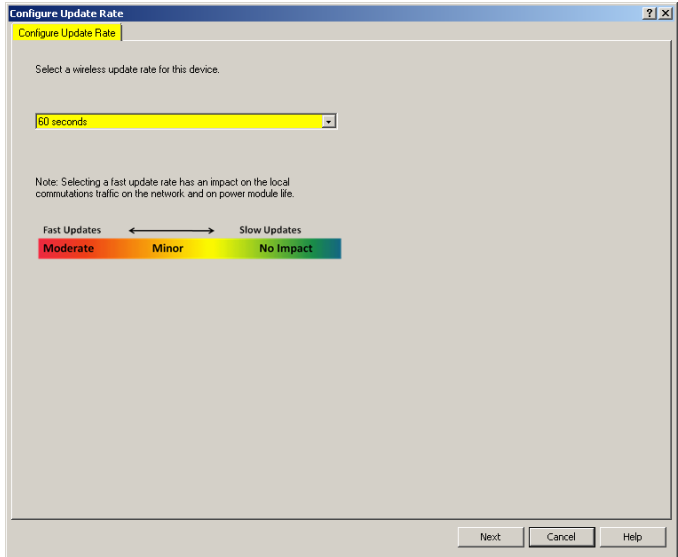 Configure Update Rate
Configure Update Rate
Select a wireless update rate for this device.
60 seconds
Note: Selecting a fast update rate has an impact on the local
commutations traffic on the network and on power module life.
Fast Updates Slow Updates
Moderate Minor No Impact
Next Cancel Help